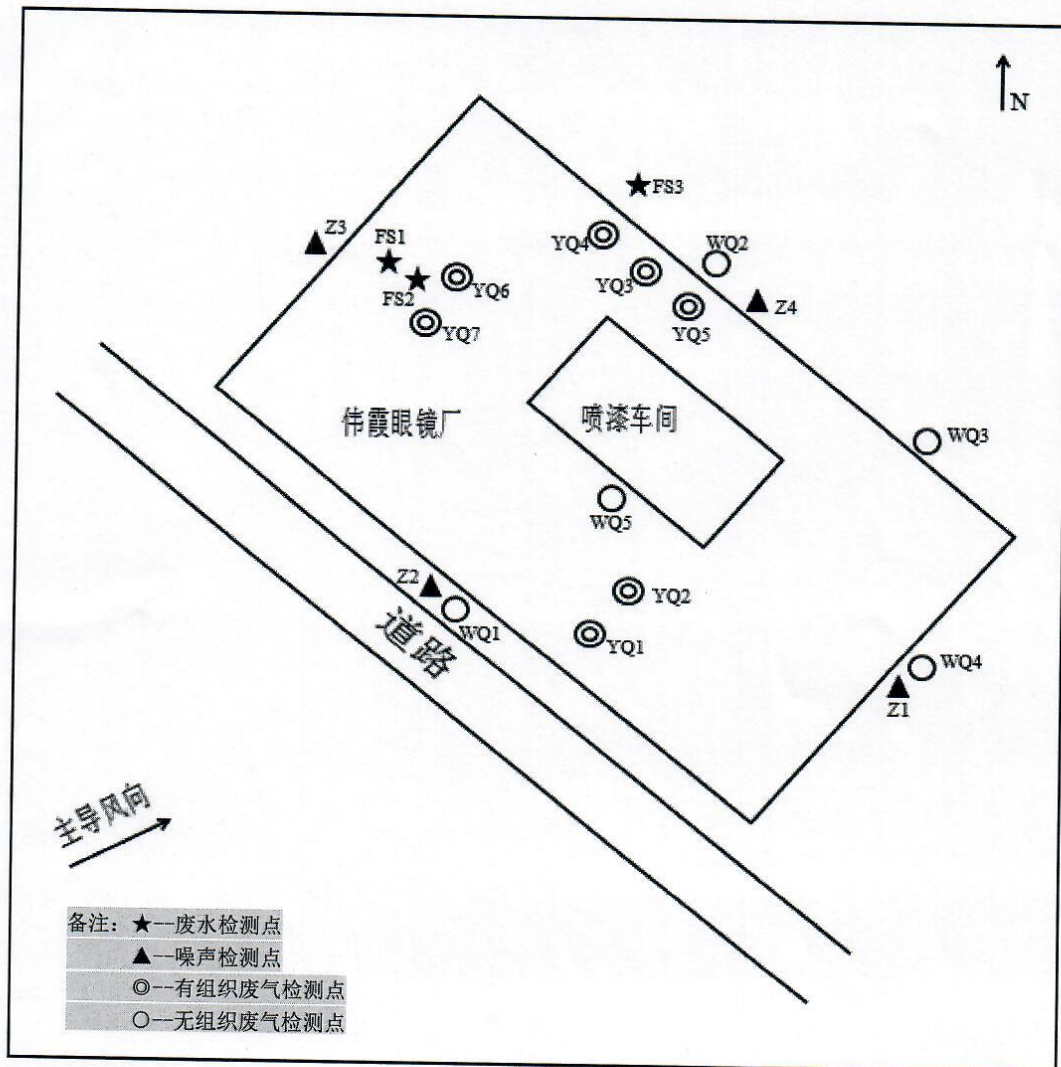 N
FS3
Z3
YQ4
FS1
WQ2
YQ3
FS2
YQ6
Z4
YQ5
YQ7
伟霞眼镜厂
喷漆车间
WQ3
WQ5
Z2
YQ2
WQ1
道路
YQ1
WQ4
Z1
主导风向
备注：★--废水检测点
▲--噪声检测点
◎--有组织废气检测点
○--无组织废气检测点